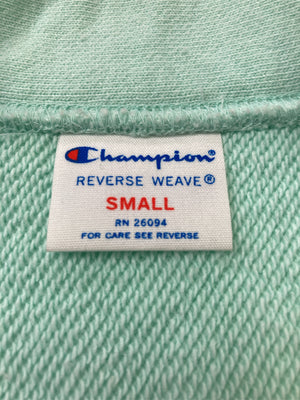 Champion®
REVERSE WEAVE®
SMALL
RN 26094
FOR CARE SEE REVERSE